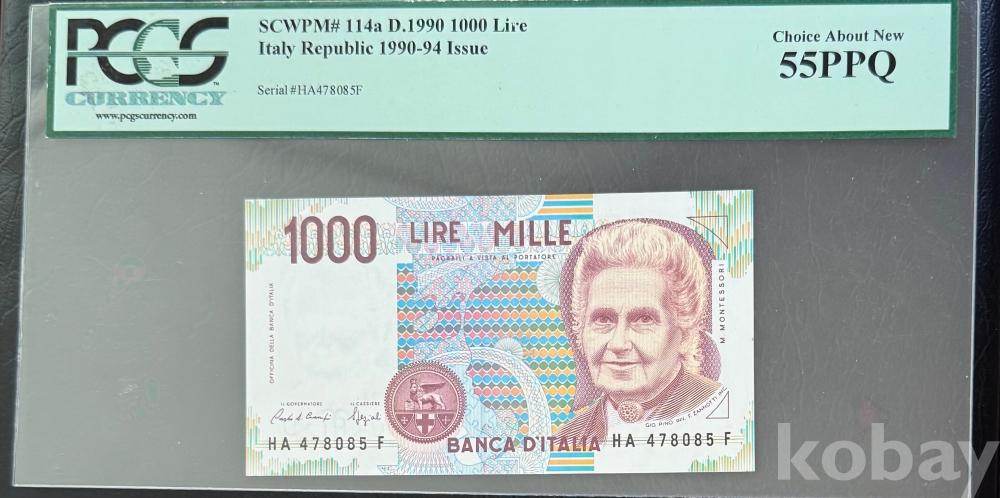 PCGS
CURRENCY
www.pcgscurrency.com
SCWPM# 114a D.1990 1000 Lire
Italy Republic 1990-94 Issue
Serial #HA478085F
Choice About New
55PPQ
1000 LIRE MILLE
PAGABILI A VISTA AL PORTATORE
OFFICINA DELLA BANCA D'ITALIA
M. MONTESSORI
IL GOVERNATORE
IL CASSIERE
HA 478085 F
BANCA D'ITALIA
HA 478085 F
kobay